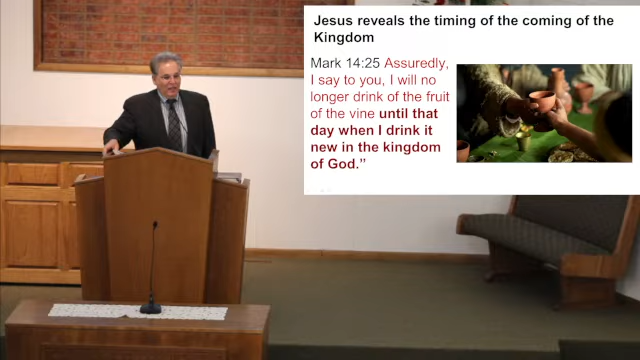 Jesus reveals the timing of the coming of the
Kingdom
Mark 14:25 Assuredly,
I say to you, I will no
longer drink of the fruit
of the vine until that
day when I drink it
new in the kingdom
of God.”